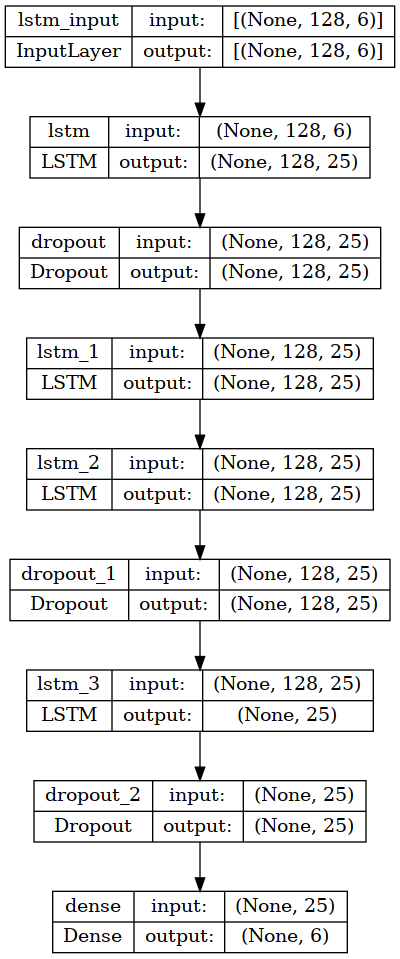 lstm_input input: [(None, 128, 6)]
InputLayer output: [(None, 128, 6)]
lstm input: (None, 128, 6)
LSTM output: (None, 128, 25)
dropout input: (None, 128, 25)
Dropout output: (None, 128, 25)
lstm_1 input: (None, 128, 25)
LSTM output: (None, 128, 25)
lstm_2 input: (None, 128, 25)
LSTM output: (None, 128, 25)
dropout_1 input: (None, 128, 25)
Dropout output: (None, 128, 25)
lstm_3 input: (None, 128, 25)
LSTM output: (None, 25)
dropout_2 input: (None, 25)
Dropout output: (None, 25)
dense input: (None, 25)
Dense output: (None, 6)